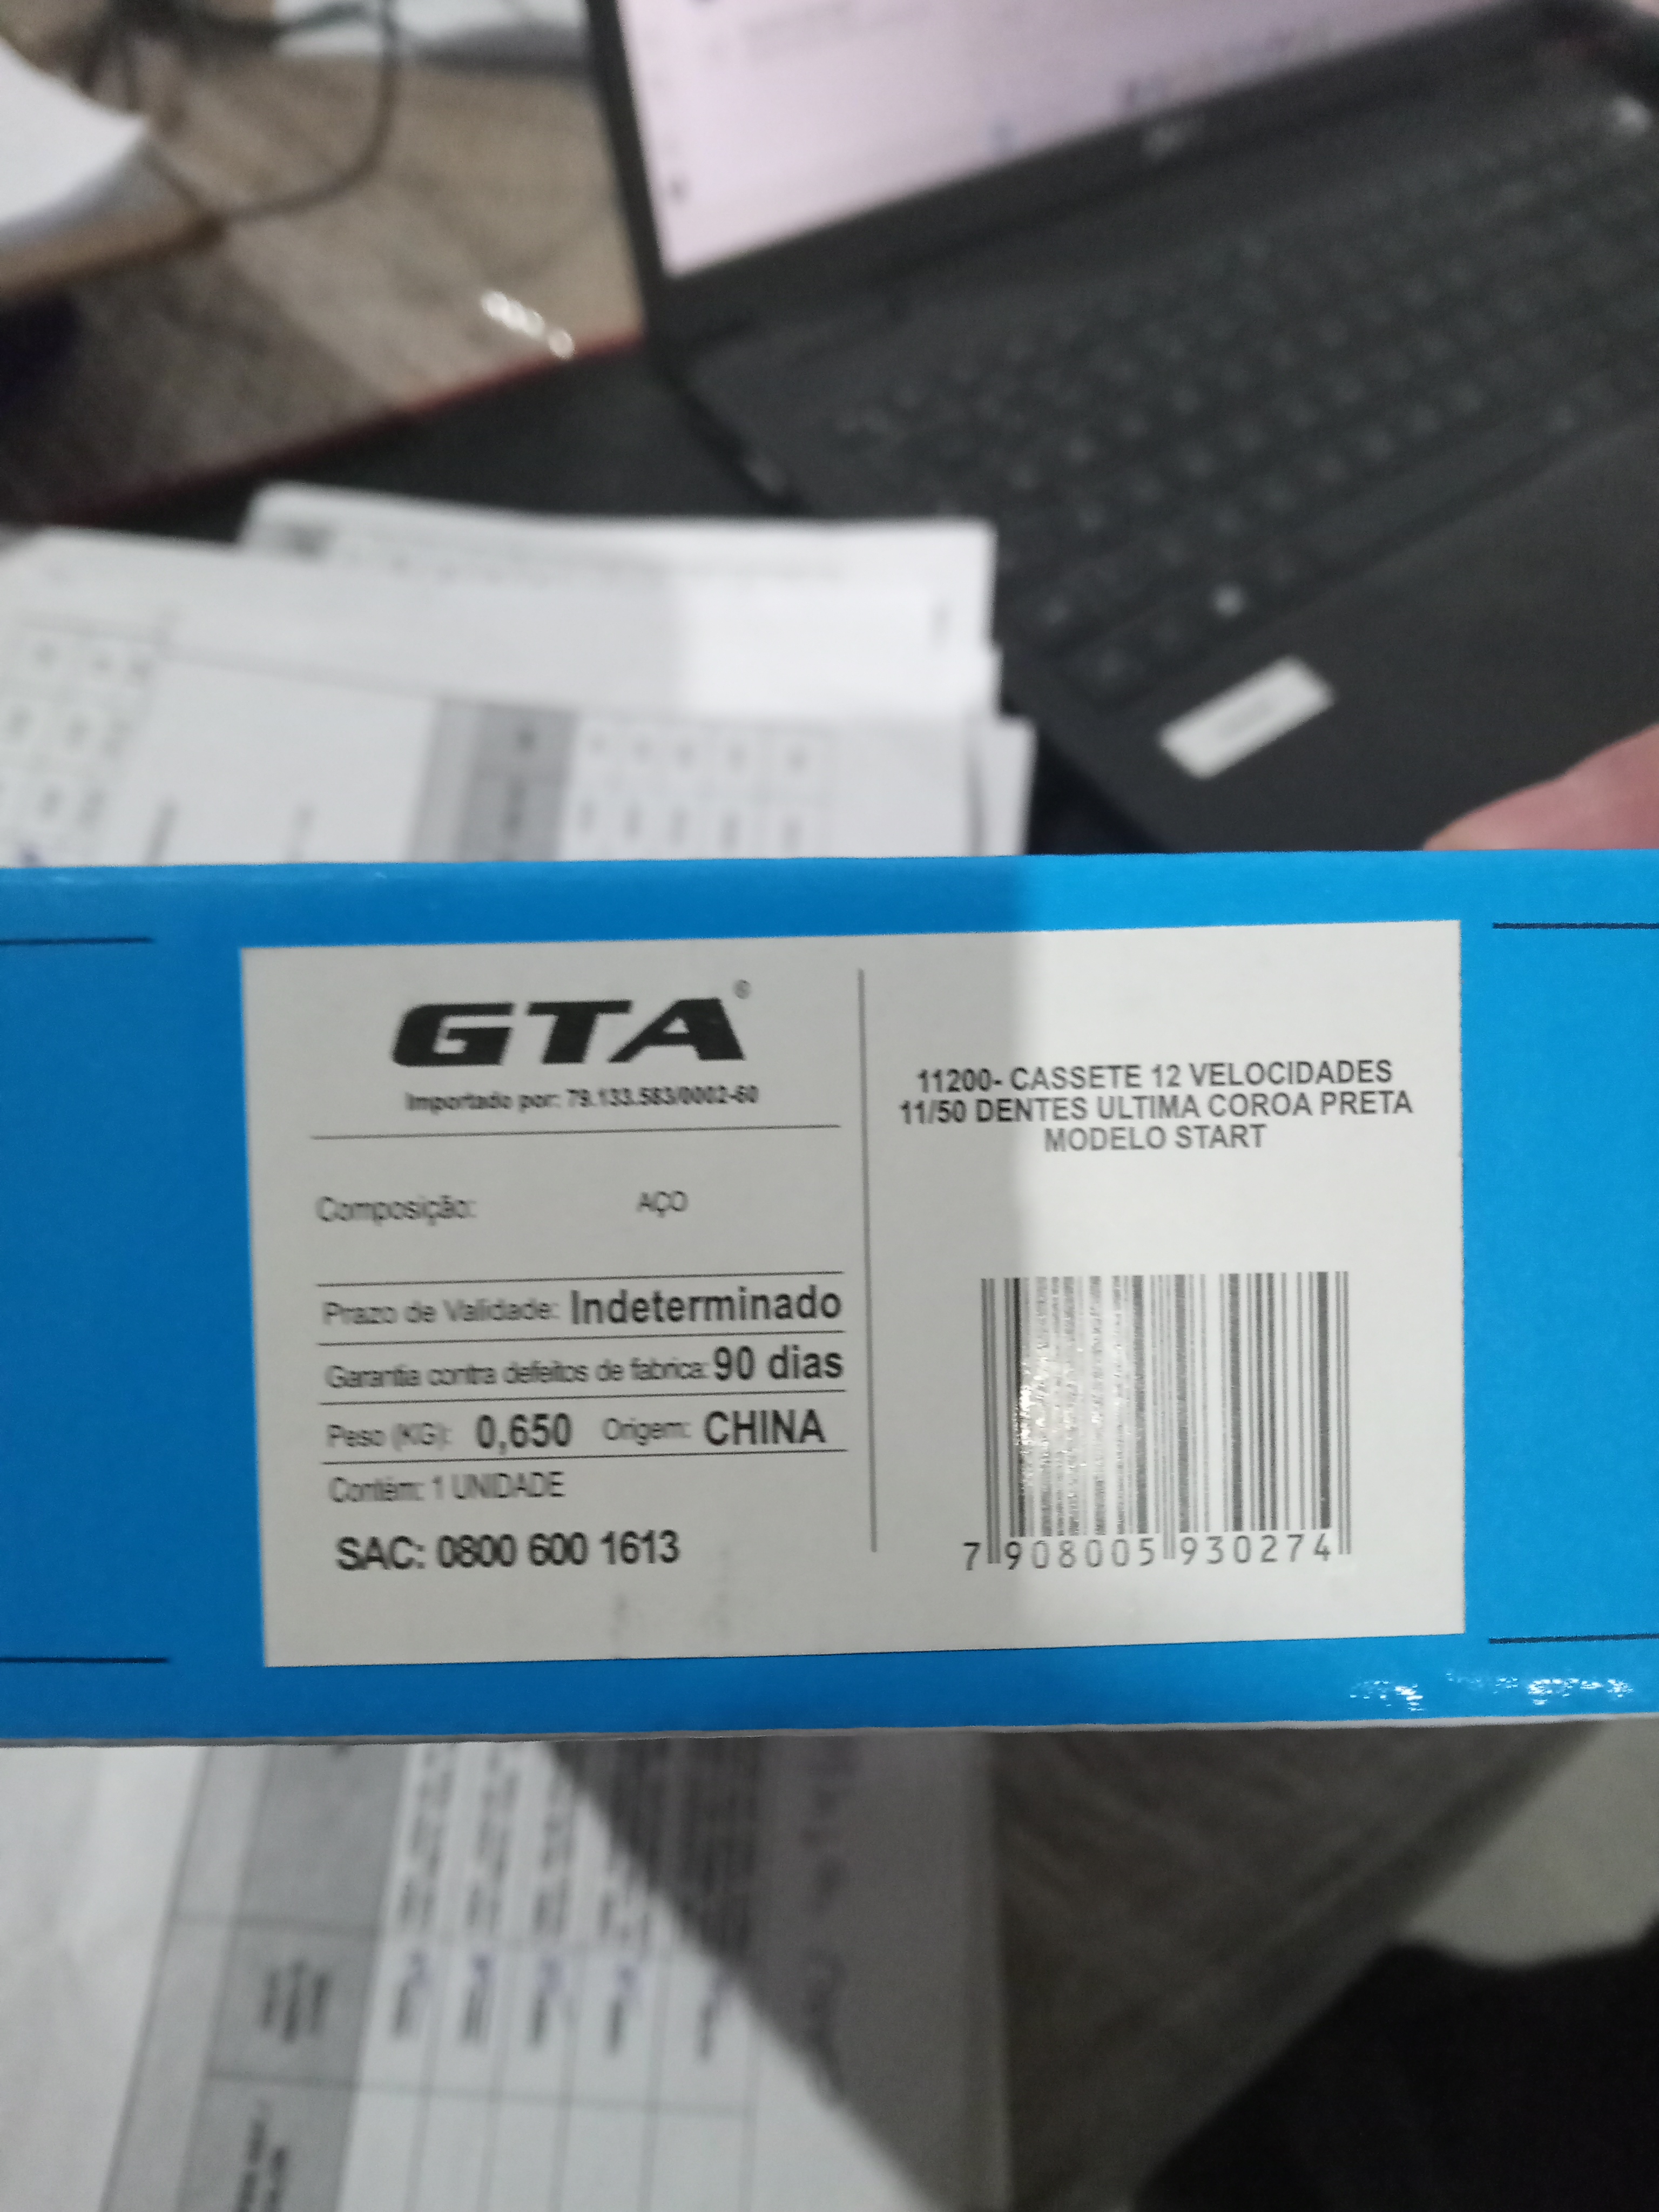 GTA®
Importado por: 79.133.583/0002-60
Composição: AÇO
Prazo de Validade: Indeterminado
Garantia contra defeitos de fabrica: 90 dias
Peso (KG): 0,650 Origem: CHINA
Contém: 1 UNIDADE
SAC: 0800 600 1613
11200- CASSETE 12 VELOCIDADES
11/50 DENTES ULTIMA COROA PRETA
MODELO START
7 908005 930274